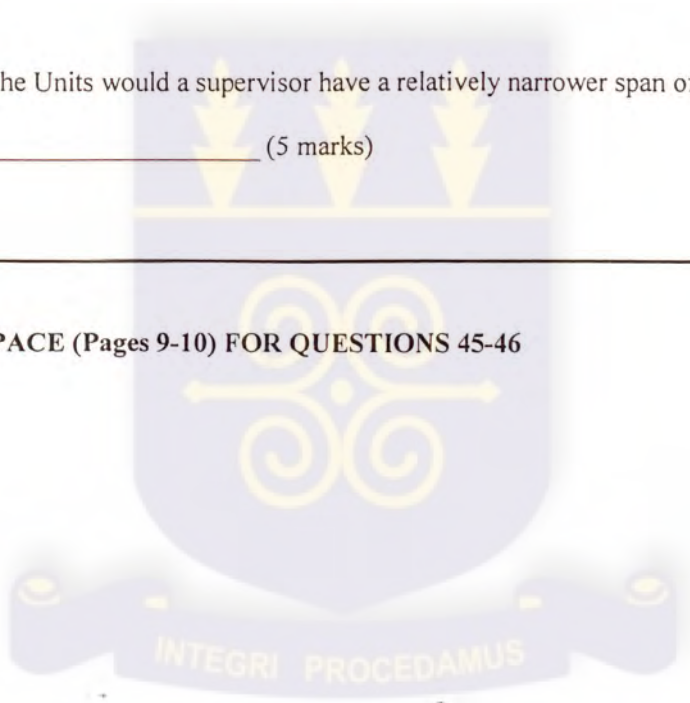 he Units would a supervisor have a relatively narrower span of
(5 marks)
PACE (Pages 9-10) FOR QUESTIONS 45-46
INTEGRI PROCEDAMUS